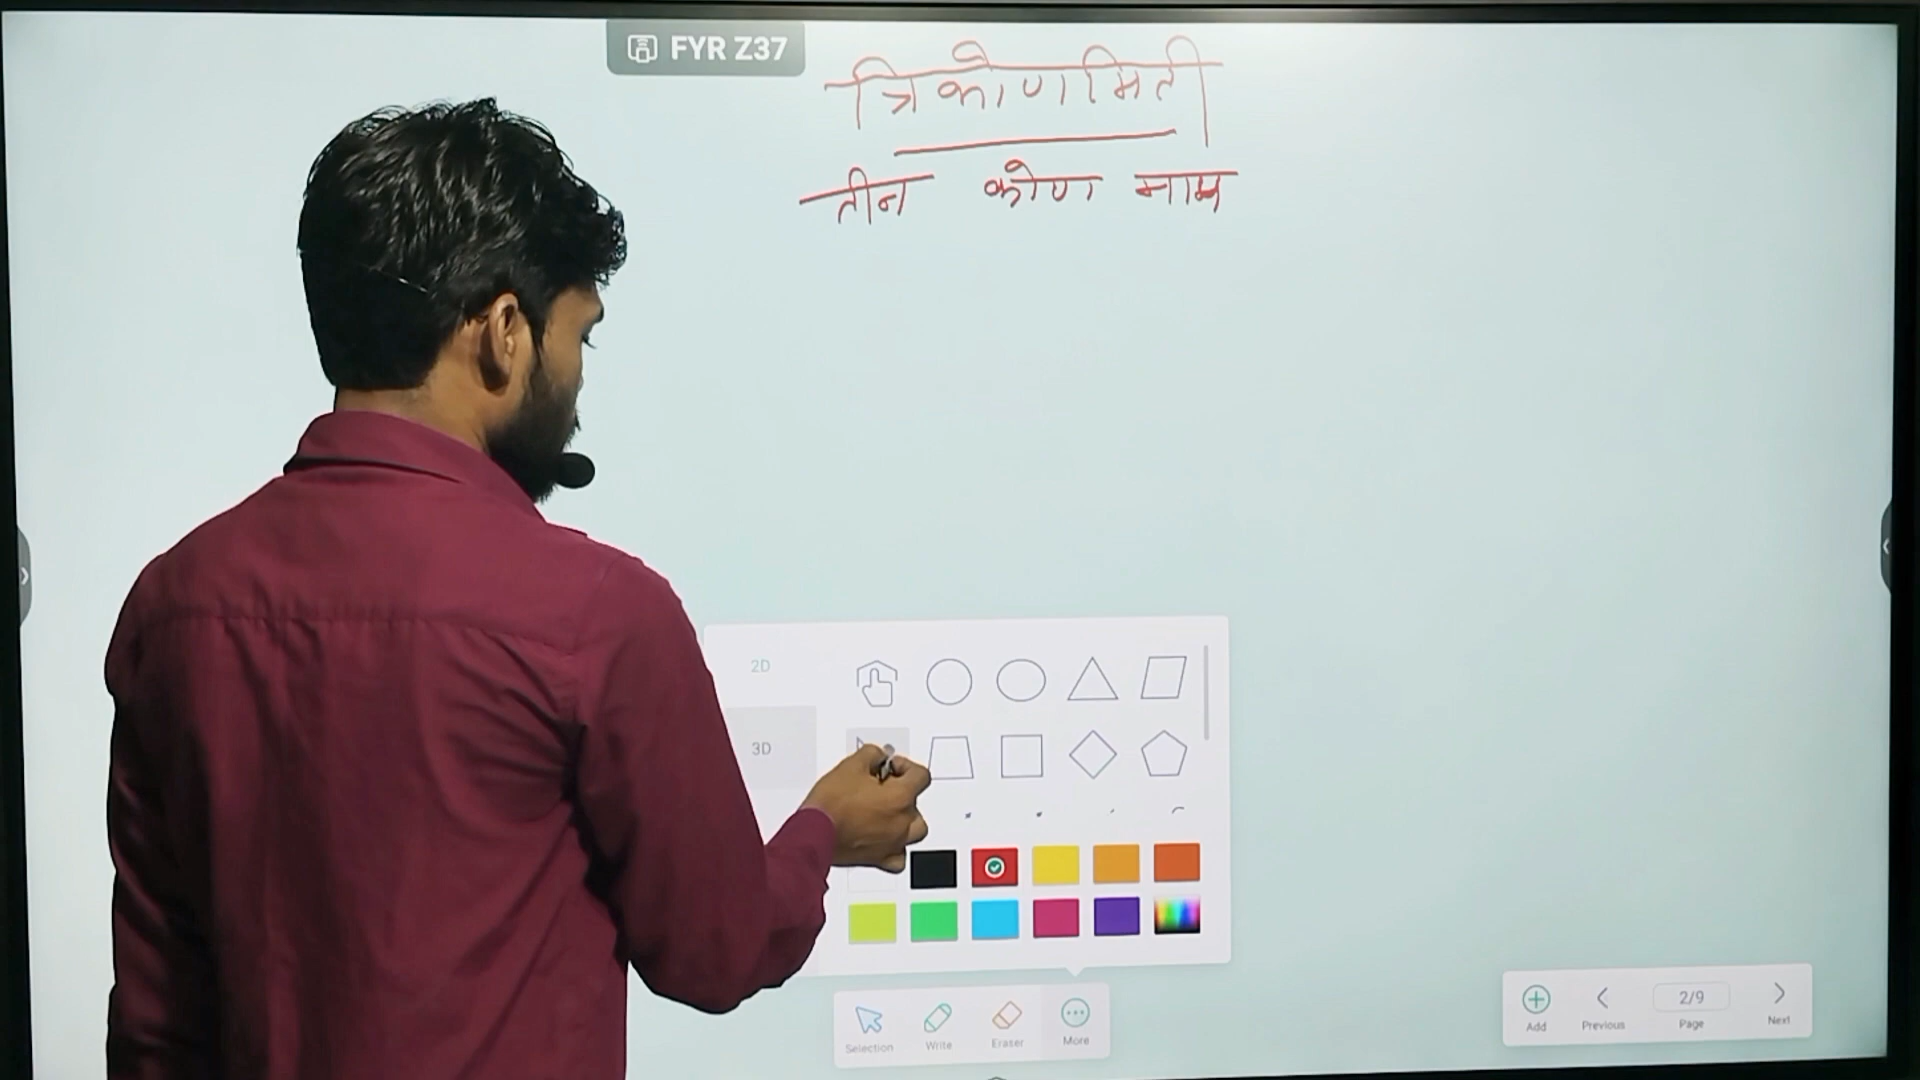 FYR Z37
त्रिकोणमिती
तीन कोण माप
2D
3D
Selection Write Eraser More
Add Previous 2/9 Page Next